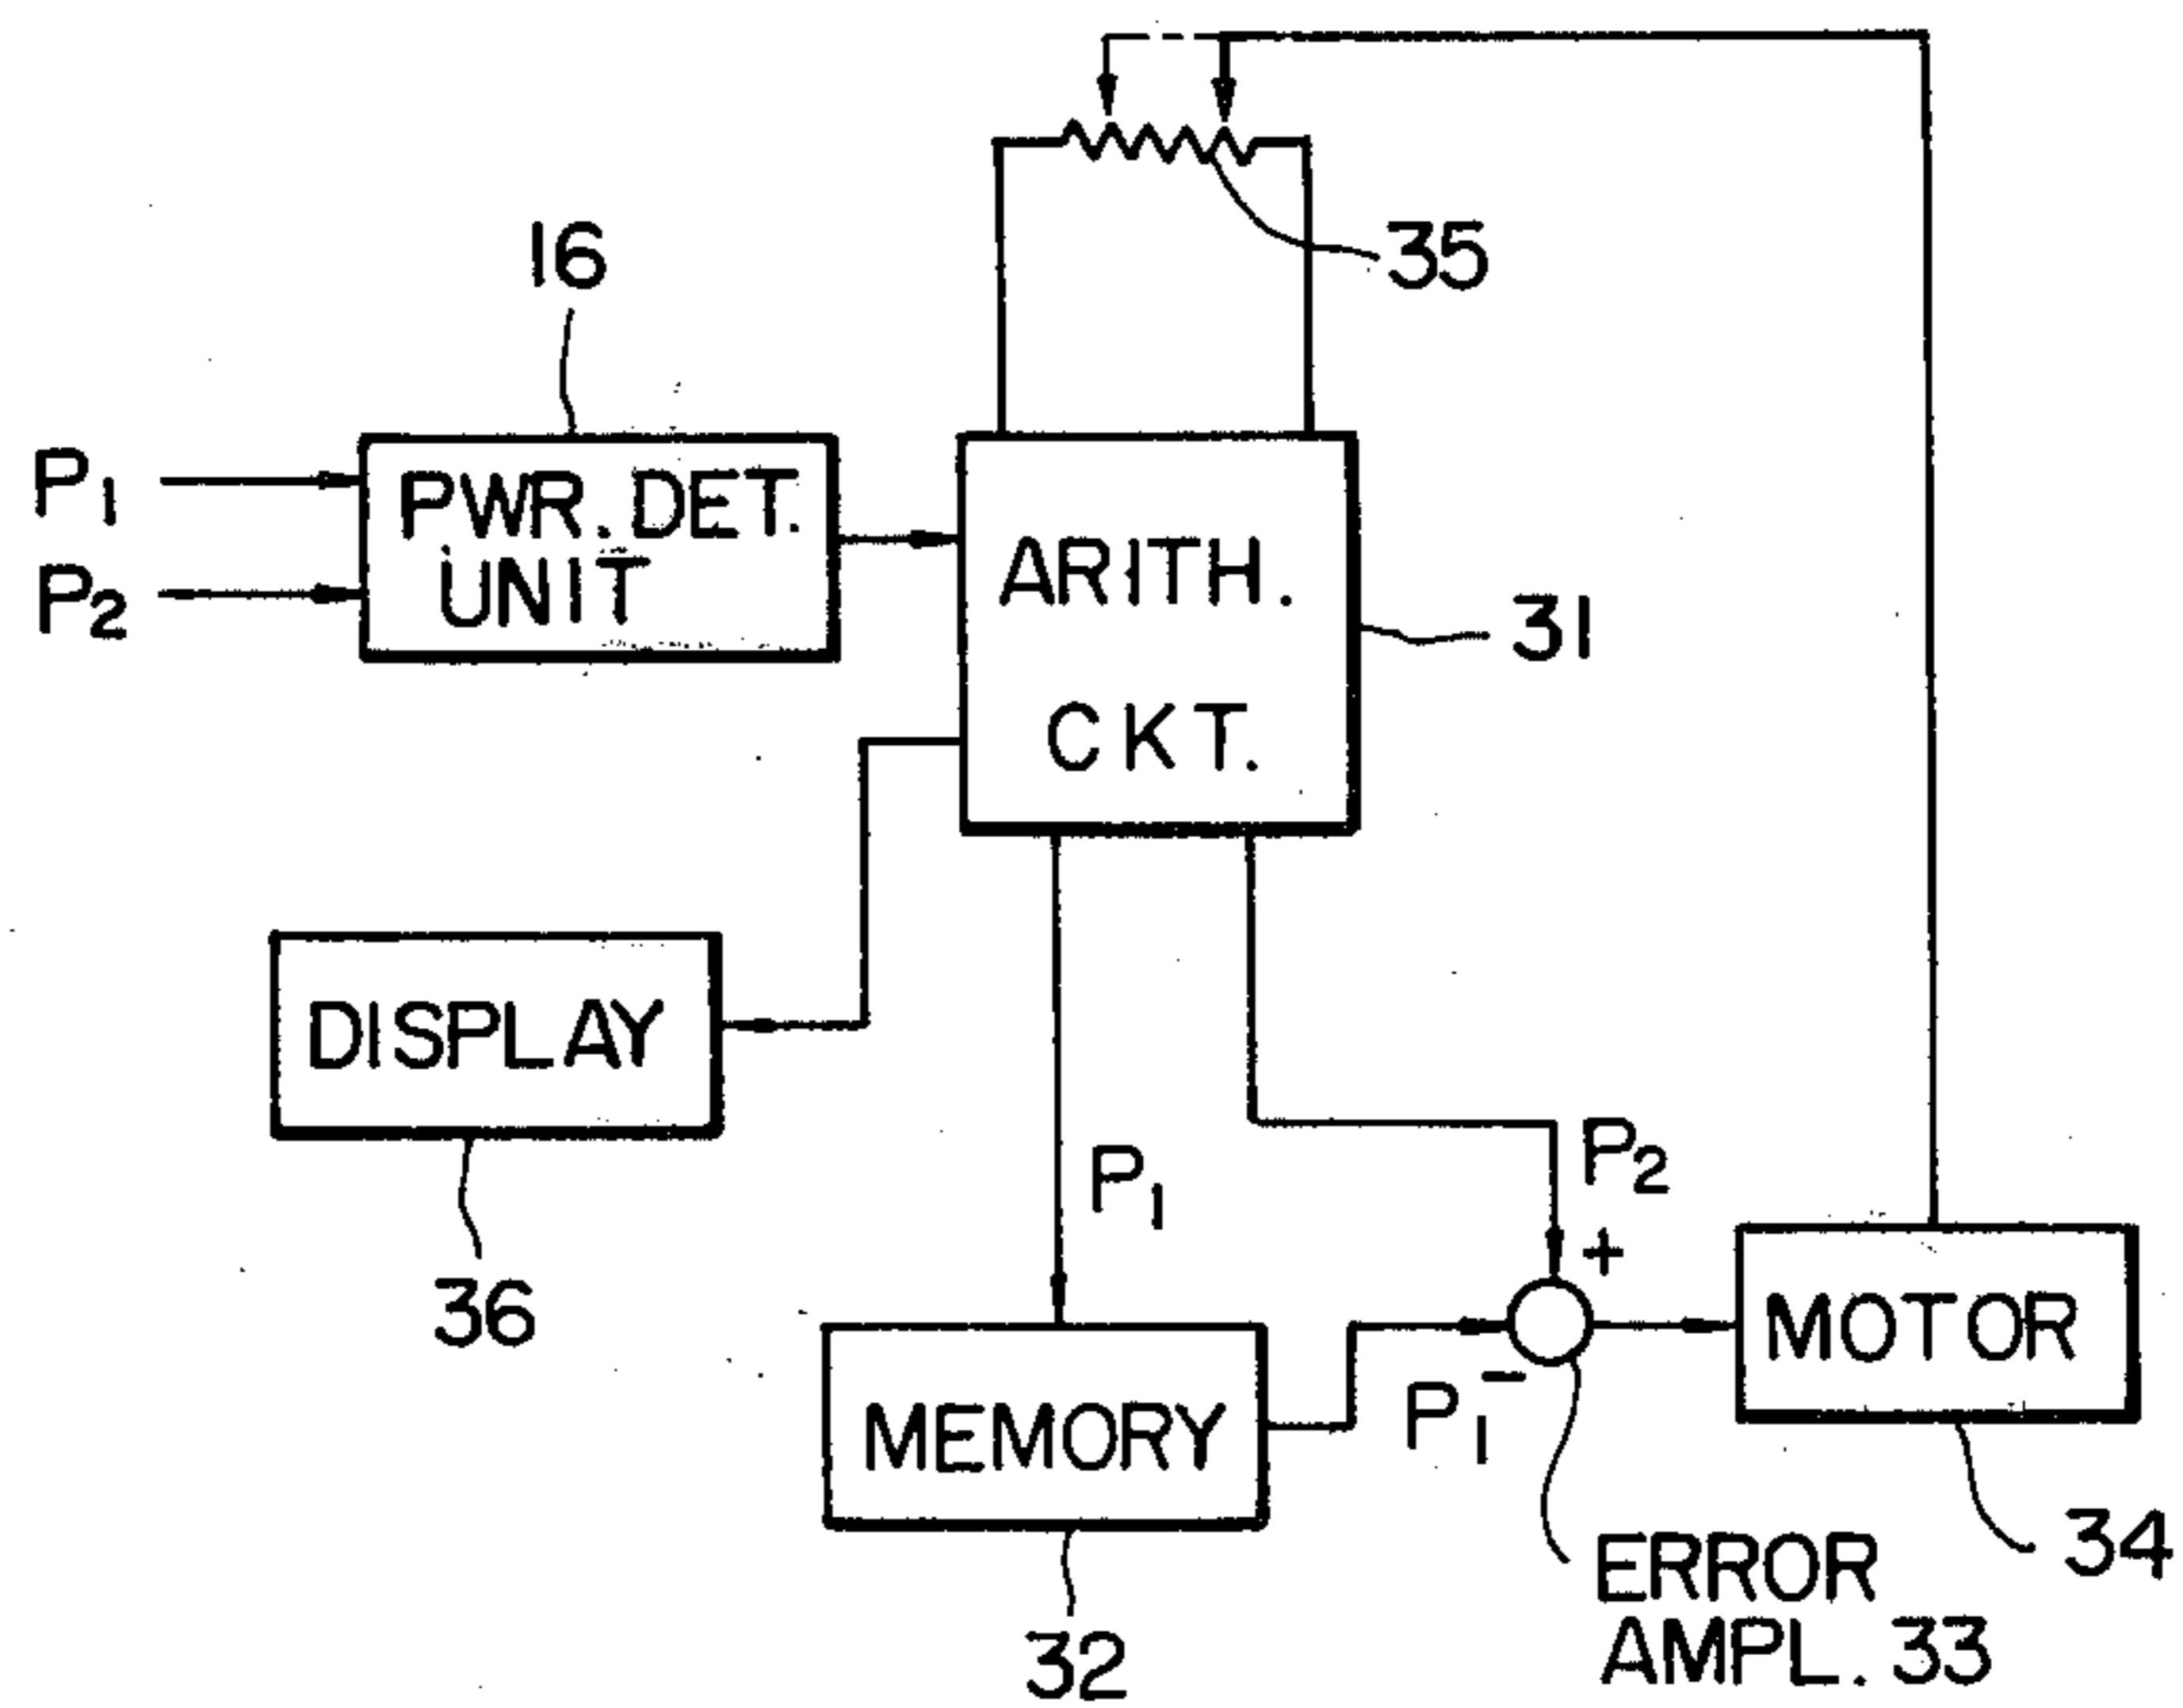 35
16
P1
P2
PWR. DET.
UNIT
ARITH.
CKT.
31
DISPLAY
36
P1
P2
+
MOTOR
34
P1
-
MEMORY
32
ERROR
AMPL. 33